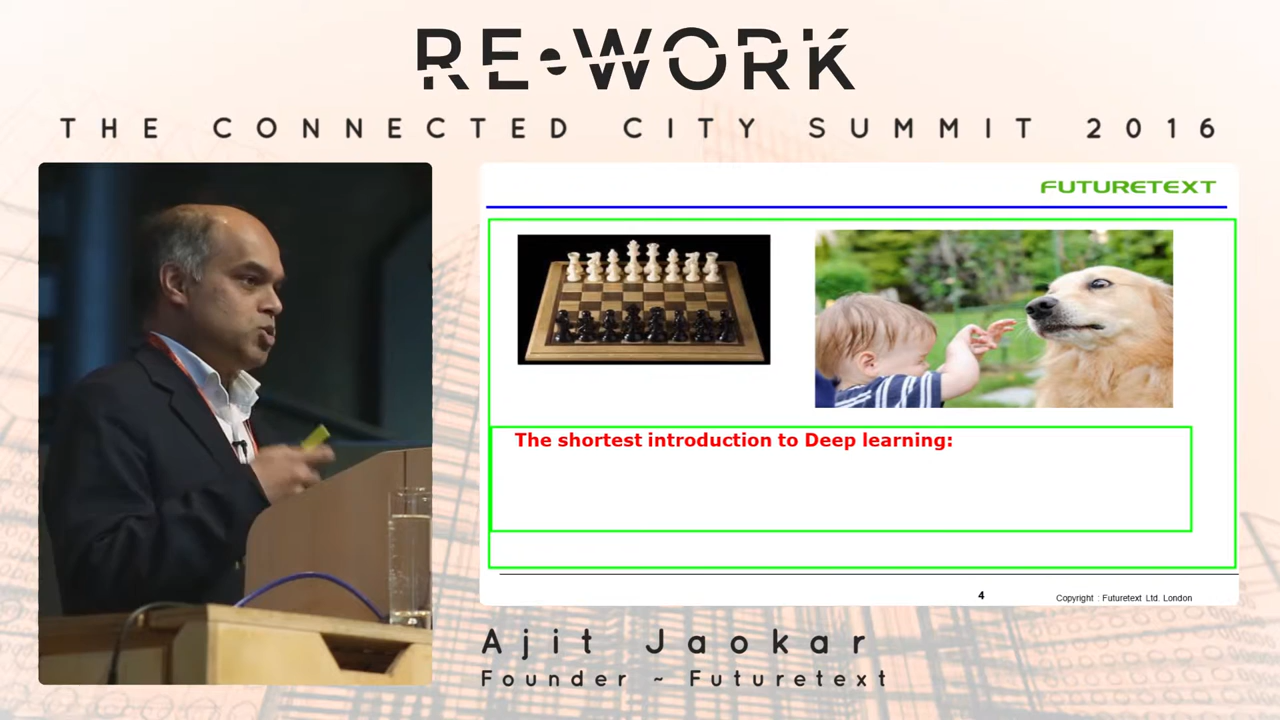 RE•WORK
THE CONNECTED CITY SUMMIT 2016
FUTURETEXT
The shortest introduction to Deep learning:
4
Copyright : Futuretext Ltd. London
Ajit Jaokar
Founder ~ Futuretext